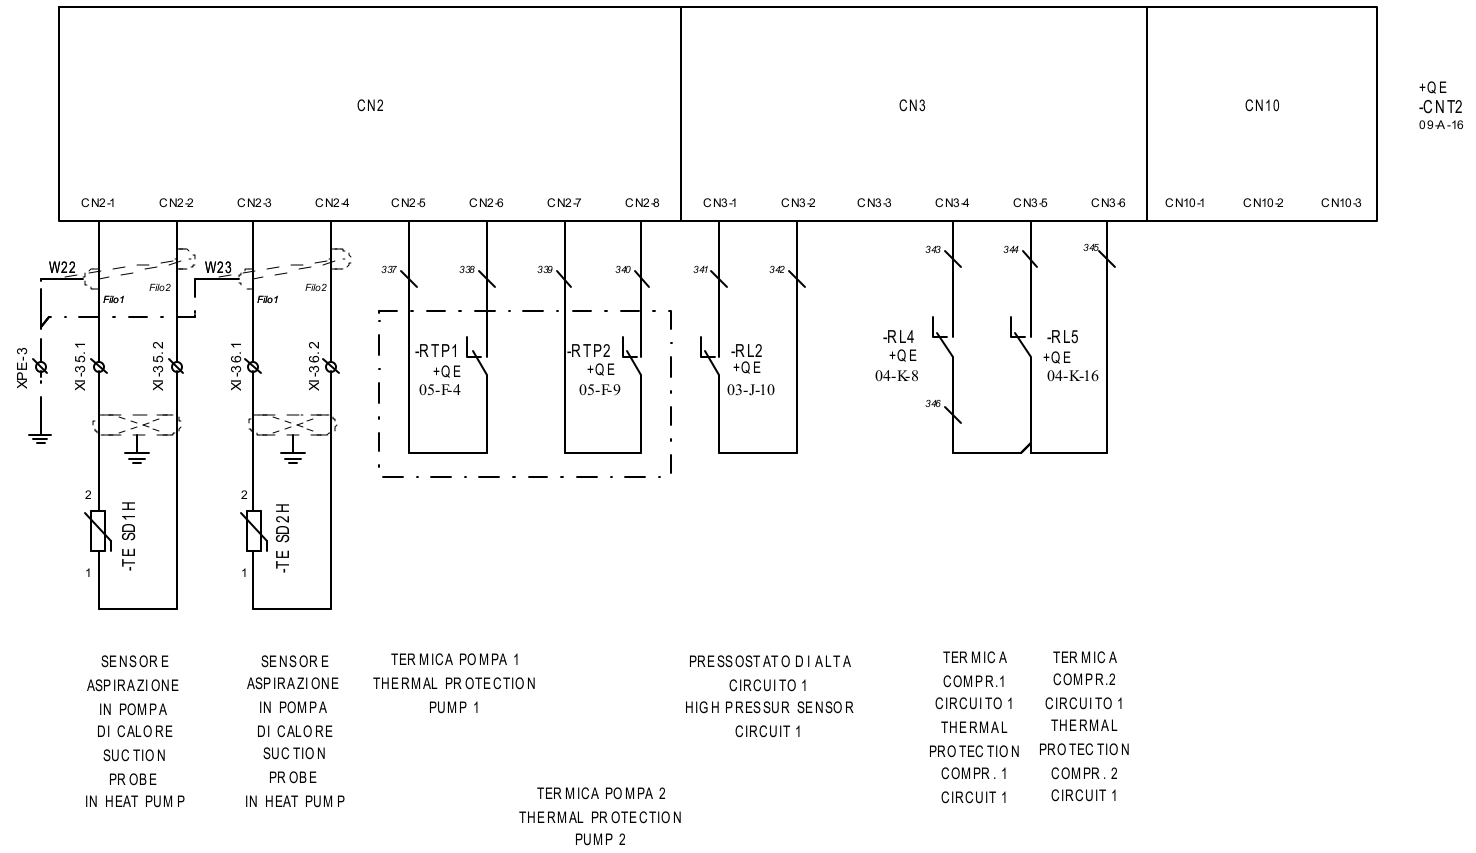 CN2
CN3
CN10
+QE
-CNT2
09-A-16
CN2-1
CN2-2
CN2-3
CN2-4
CN2-5
CN2-6
CN2-7
CN2-8
CN3-1
CN3-2
CN3-3
CN3-4
CN3-5
CN3-6
CN10-1
CN10-2
CN10-3
W22
W23
Filo1
Filo2
Filo1
Filo2
337
338
339
340
341
342
343
344
345
346
XPE-3
XI-35.1
XI-35.2
XI-36.1
XI-36.2
-RTP1
+QE
05-F-4
-RTP2
+QE
05-F-9
-RL2
+QE
03-J-10
-RL4
+QE
04-K-8
-RL5
+QE
04-K-16
2
1
-TE SD1H
2
1
-TE SD2H
SENSORE
ASPIRAZIONE
IN POMPA
DI CALORE
SUCTION
PROBE
IN HEAT PUMP
SENSORE
ASPIRAZIONE
IN POMPA
DI CALORE
SUCTION
PROBE
IN HEAT PUMP
TERMICA POMPA 1
THERMAL PROTECTION
PUMP 1
TERMICA POMPA 2
THERMAL PROTECTION
PUMP 2
PRESSOSTATO DI ALTA
CIRCUITO 1
HIGH PRESSUR SENSOR
CIRCUIT 1
TERMICA
COMPR.1
CIRCUITO 1
THERMAL
PROTECTION
COMPR. 1
CIRCUIT 1
TERMICA
COMPR.2
CIRCUITO 1
THERMAL
PROTECTION
COMPR. 2
CIRCUIT 1